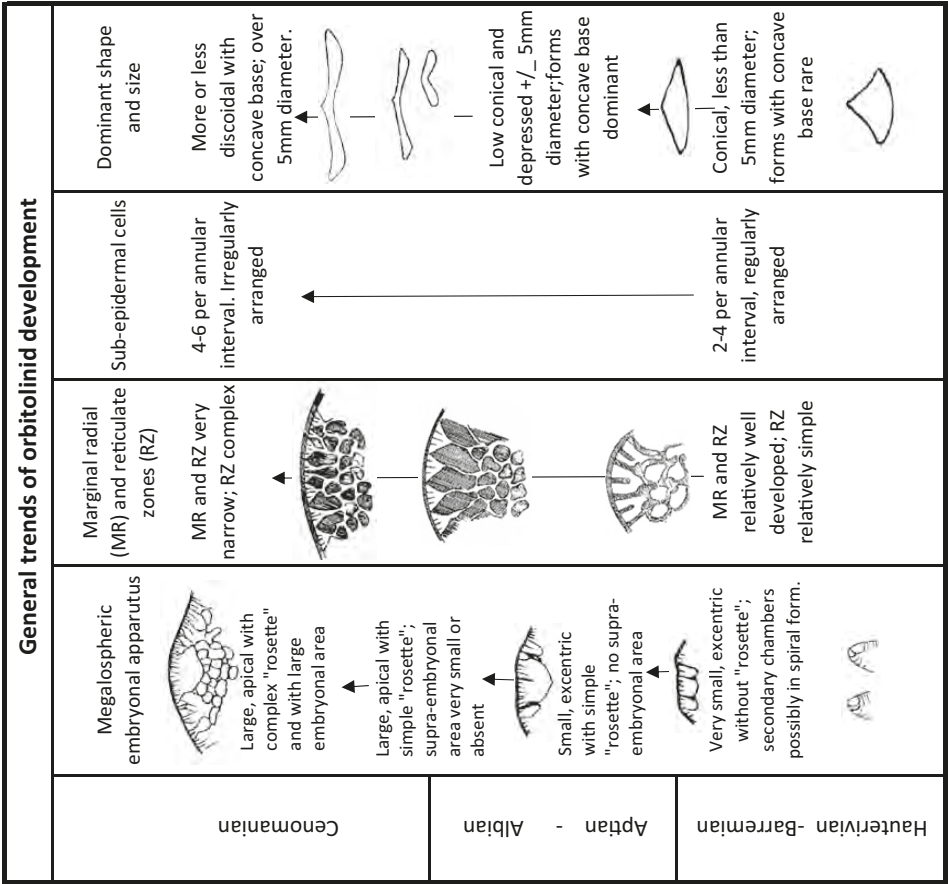 General trends of orbitolinid development
Megalospheric
embryonal apparutus
Marginal radial
(MR) and reticulate
zones (RZ)
Sub-epidermal cells
Dominant shape
and size
Cenomanian
Large, apical with
complex "rosette"
and with large
embryonal area
MR and RZ very
narrow; RZ complex
4-6 per annular
interval. Irregularly
arranged
More or less
discoidal with
concave base; over
5mm diameter.
Aptian - Albian
Large, apical with
simple "rosette";
supra-embryonal
area very small or
absent
Small, excentric
with simple
"rosette"; no supra-
embryonal area
Low conical and
depressed +/_ 5mm
diameter;forms
with concave base
dominant
Hauterivian -Barremian
Very small, excentric
without "rosette";
secondary chambers
possibly in spiral form.
MR and RZ
relatively well
developed; RZ
relatively simple
2-4 per annular
interval, regularly
arranged
Conical, less than
5mm diameter;
forms with concave
base rare